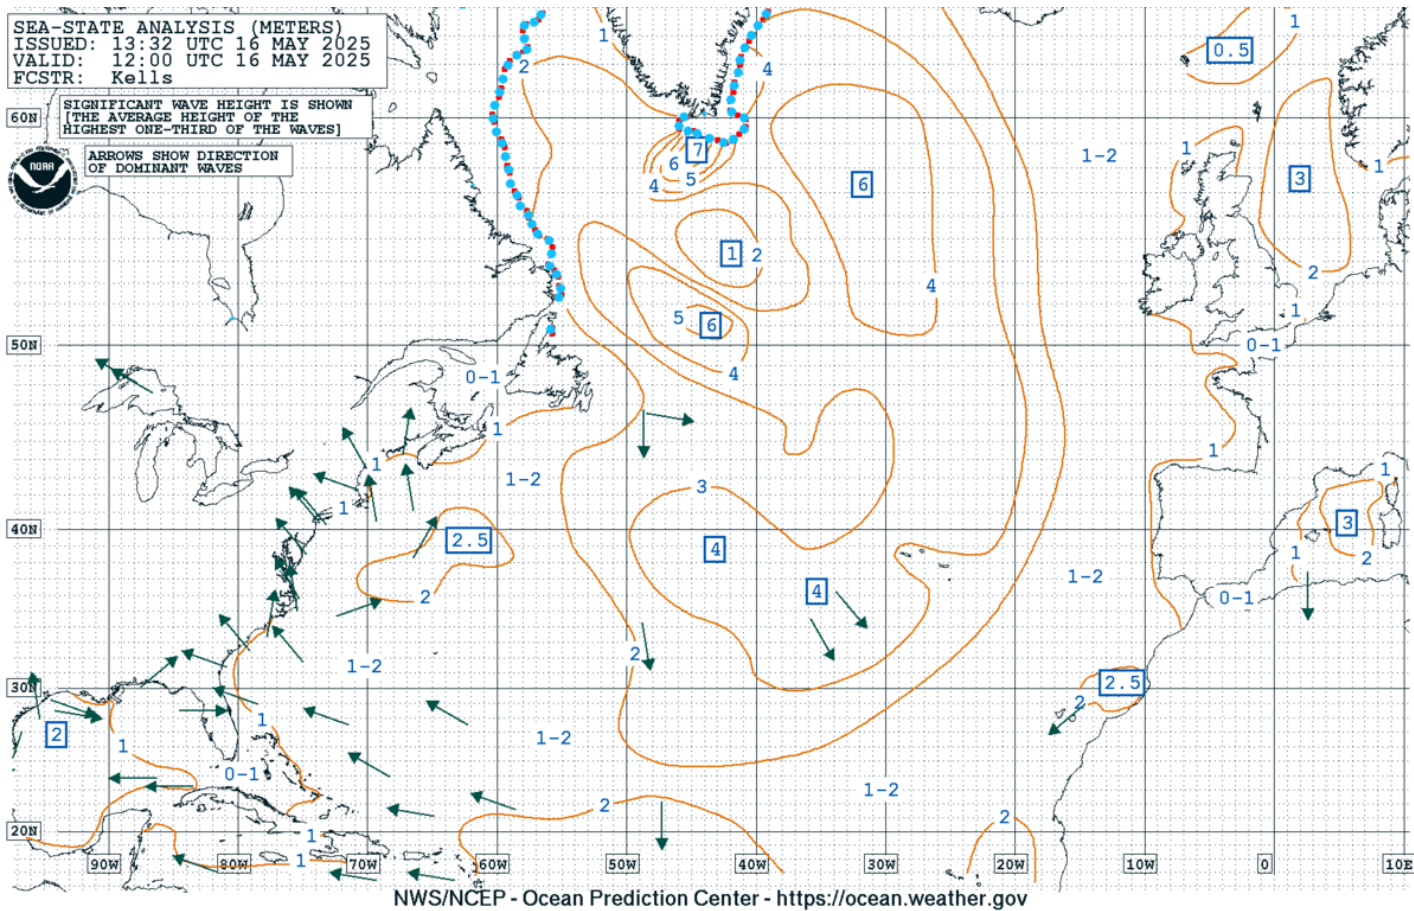 SEA-STATE ANALYSIS (METERS)
ISSUED: 13:32 UTC 16 MAY 2025
VALID: 12:00 UTC 16 MAY 2025
FCSTR: Kells
SIGNIFICANT WAVE HEIGHT IS SHOWN
[THE AVERAGE HEIGHT OF THE
HIGHEST ONE-THIRD OF THE WAVES]
ARROWS SHOW DIRECTION
OF DOMINANT WAVES
NOAA
1
1
0.5
2
4
60N
7
1-2
1
1
6
4
5
6
3
1
2
2
4
5
6
1
50N
0-1
4
0-1
1
1
1
1
1-2
3
1
40N
2.5
4
3
1
2
2
4
1-2
0-1
2
1-2
30N
2.5
2
1
2
1
1-2
0-1
1-2
2
2
20N
1
1
90W
80W
70W
60W
50W
40W
30W
20W
10W
0
10E
NWS/NCEP - Ocean Prediction Center - https://ocean.weather.gov